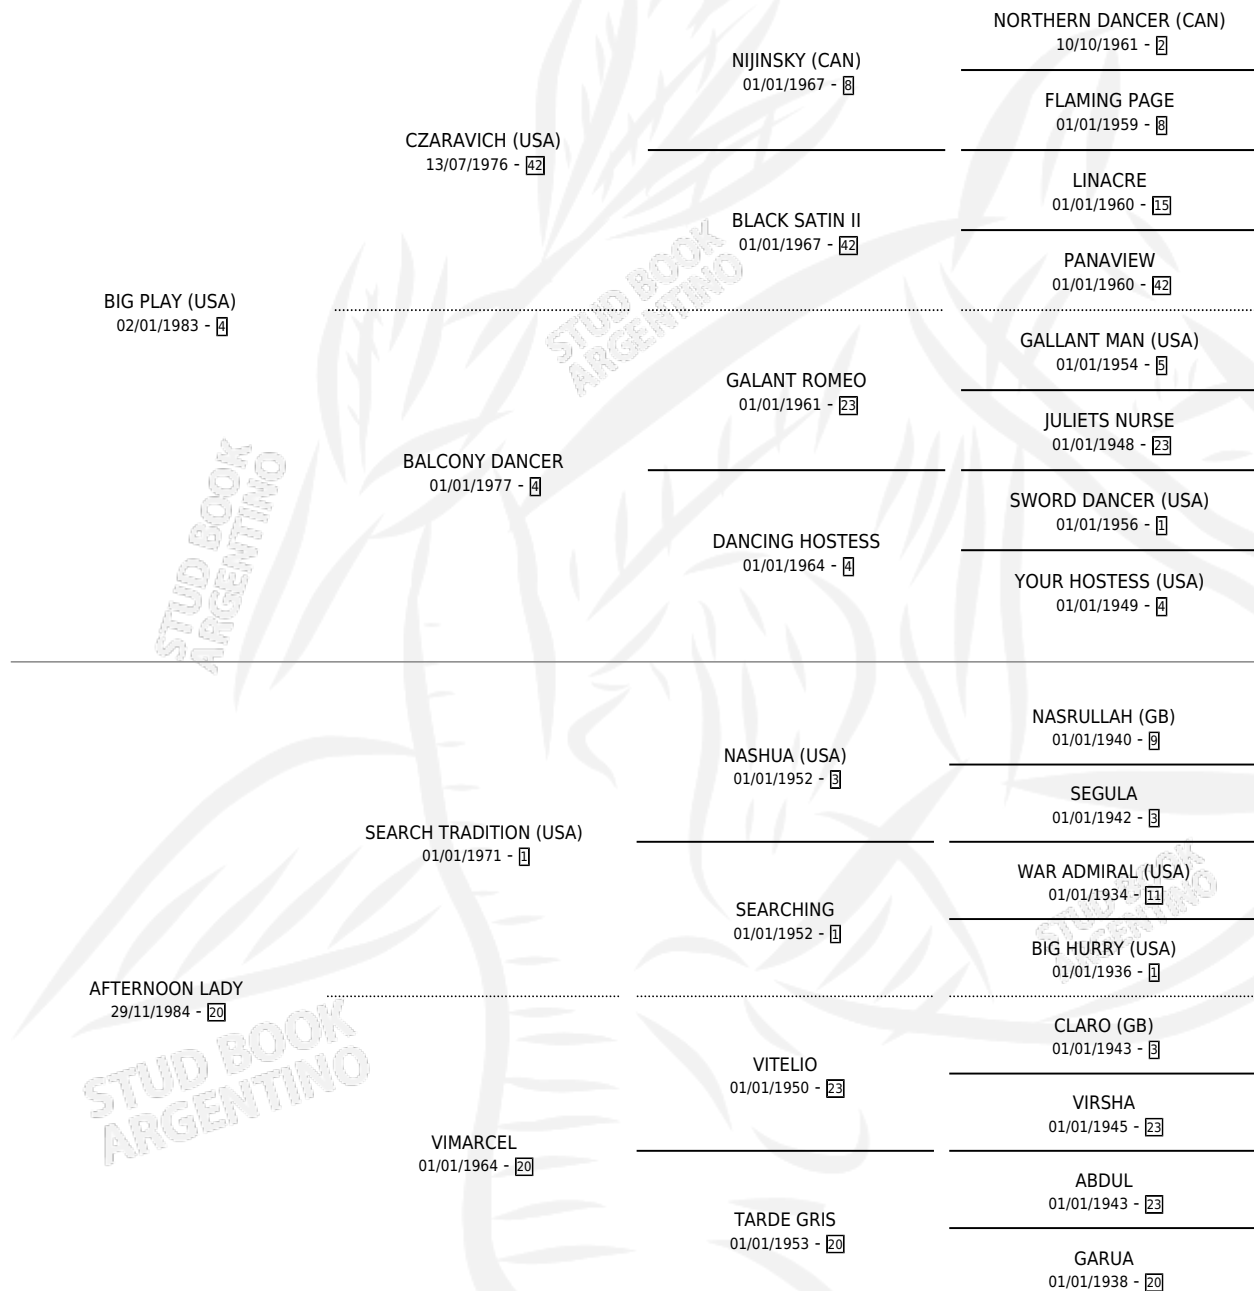 NORTHERN DANCER (CAN)
10/10/1961 - 2
NIJINSKY (CAN)
01/01/1967 - 8
FLAMING PAGE
01/01/1959 - 8
CZARAVICH (USA)
13/07/1976 - 42
LINACRE
01/01/1960 - 15
BLACK SATIN II
01/01/1967 - 42
PANAVIEW
01/01/1960 - 42
BIG PLAY (USA)
02/01/1983 - 4
STUD BOOK
ARGENTINO
GALLANT MAN (USA)
01/01/1954 - 5
GALANT ROMEO
01/01/1961 - 23
JULIETS NURSE
01/01/1948 - 23
BALCONY DANCER
01/01/1977 - 4
STUD BOOK
ARGENTINO
SWORD DANCER (USA)
01/01/1956 - 1
DANCING HOSTESS
01/01/1964 - 4
YOUR HOSTESS (USA)
01/01/1949 - 4
NASRULLAH (GB)
01/01/1940 - 9
NASHUA (USA)
01/01/1952 - 3
SEGULA
01/01/1942 - 3
SEARCH TRADITION (USA)
01/01/1971 - 1
WAR ADMIRAL (USA)
01/01/1934 - 11
STUD BOOK
ARGENTINO
SEARCHING
01/01/1952 - 1
BIG HURRY (USA)
01/01/1936 - 1
AFTERNOON LADY
29/11/1984 - 20
STUD BOOK
ARGENTINO
CLARO (GB)
01/01/1943 - 3
VITELIO
01/01/1950 - 23
VIRSHA
01/01/1945 - 23
VIMARCEL
01/01/1964 - 20
ABDUL
01/01/1943 - 23
TARDE GRIS
01/01/1953 - 20
GARUA
01/01/1938 - 20